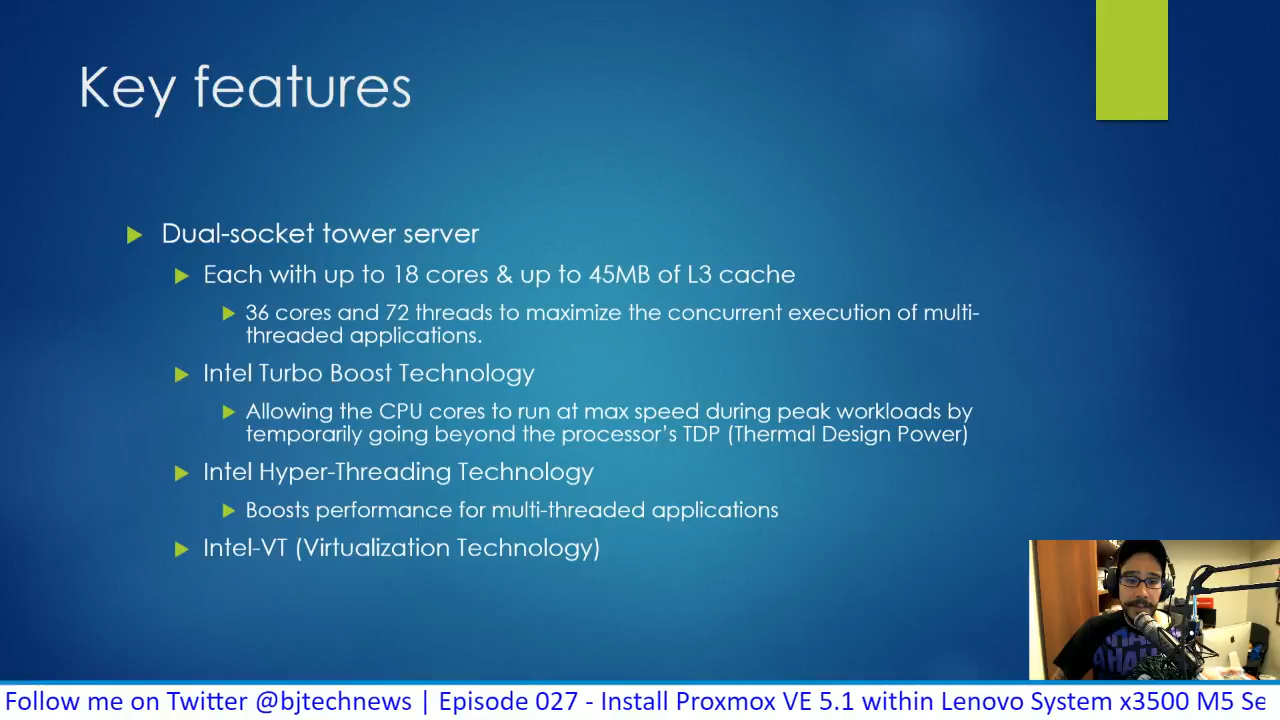 Key features
Dual-socket tower server
Each with up to 18 cores & up to 45MB of L3 cache
36 cores and 72 threads to maximize the concurrent execution of multi-
threaded applications.
Intel Turbo Boost Technology
Allowing the CPU cores to run at max speed during peak workloads by
temporarily going beyond the processor's TDP (Thermal Design Power)
Intel Hyper-Threading Technology
Boosts performance for multi-threaded applications
Intel-VT (Virtualization Technology)
Follow me on Twitter @bjtechnews | Episode 027 - Install Proxmox VE 5.1 within Lenovo System x3500 M5 Se